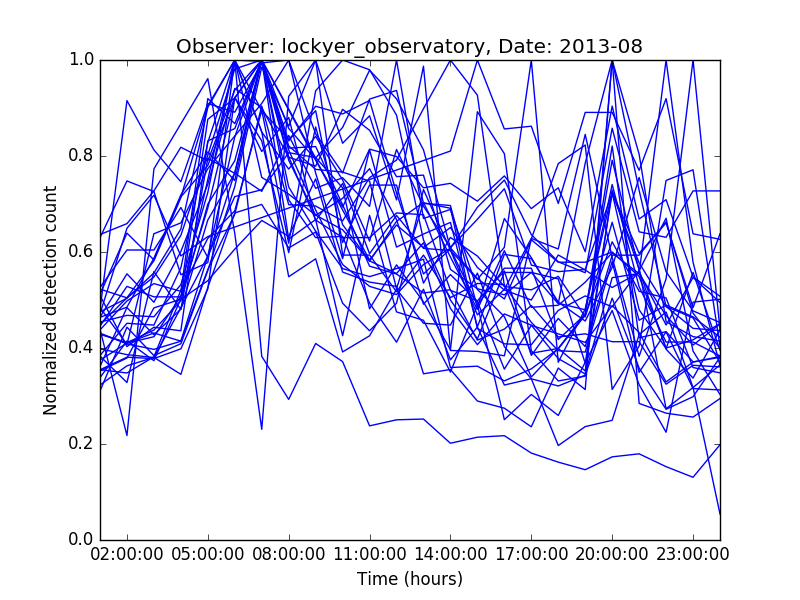 Observer: lockyer_observatory, Date: 2013-08
Normalized detection count
1.0
0.8
0.6
0.4
0.2
0.0
02:00:00 05:00:00 08:00:00 11:00:00 14:00:00 17:00:00 20:00:00 23:00:00
Time (hours)